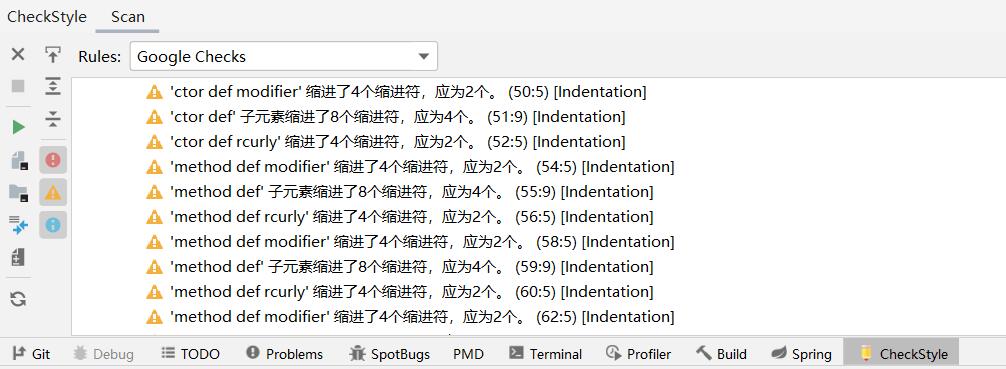 CheckStyle Scan
Rules: Google Checks
'ctor def modifier' 缩进了4个缩进符，应为2个。 (50:5) [Indentation]
'ctor def' 子元素缩进了8个缩进符，应为4个。 (51:9) [Indentation]
'ctor def rcurly' 缩进了4个缩进符，应为2个。 (52:5) [Indentation]
'method def modifier' 缩进了4个缩进符，应为2个。 (54:5) [Indentation]
'method def' 子元素缩进了8个缩进符，应为4个。 (55:9) [Indentation]
'method def rcurly' 缩进了4个缩进符，应为2个。 (56:5) [Indentation]
'method def modifier' 缩进了4个缩进符，应为2个。 (58:5) [Indentation]
'method def' 子元素缩进了8个缩进符，应为4个。 (59:9) [Indentation]
'method def rcurly' 缩进了4个缩进符，应为2个。 (60:5) [Indentation]
'method def modifier' 缩进了4个缩进符，应为2个。 (62:5) [Indentation]
Git Debug TODO Problems SpotBugs PMD Terminal Profiler Build Spring CheckStyle